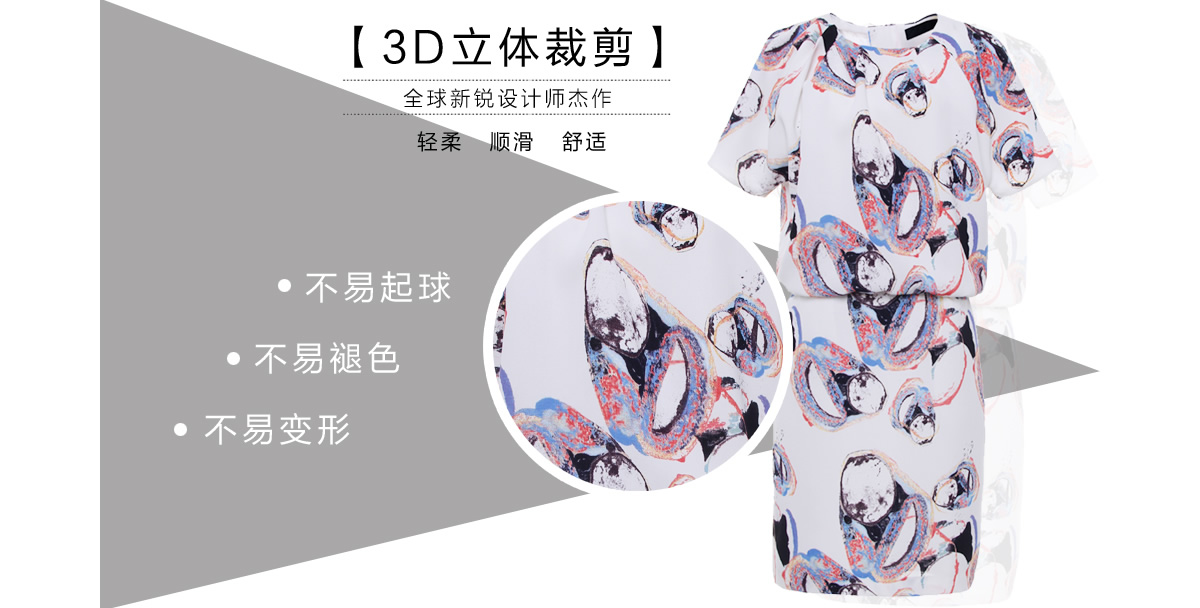 【3D立体裁剪】
全球新锐设计师杰作
轻柔 顺滑 舒适
• 不易起球
• 不易褪色
• 不易变形